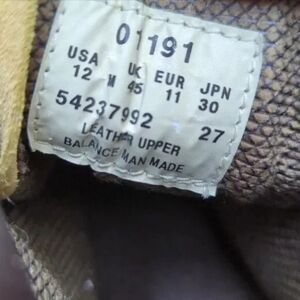 01191
USA UK EUR JPN
12 M 45 11 30
54237992 27
LEATHER UPPER
BALANCE MAN MADE